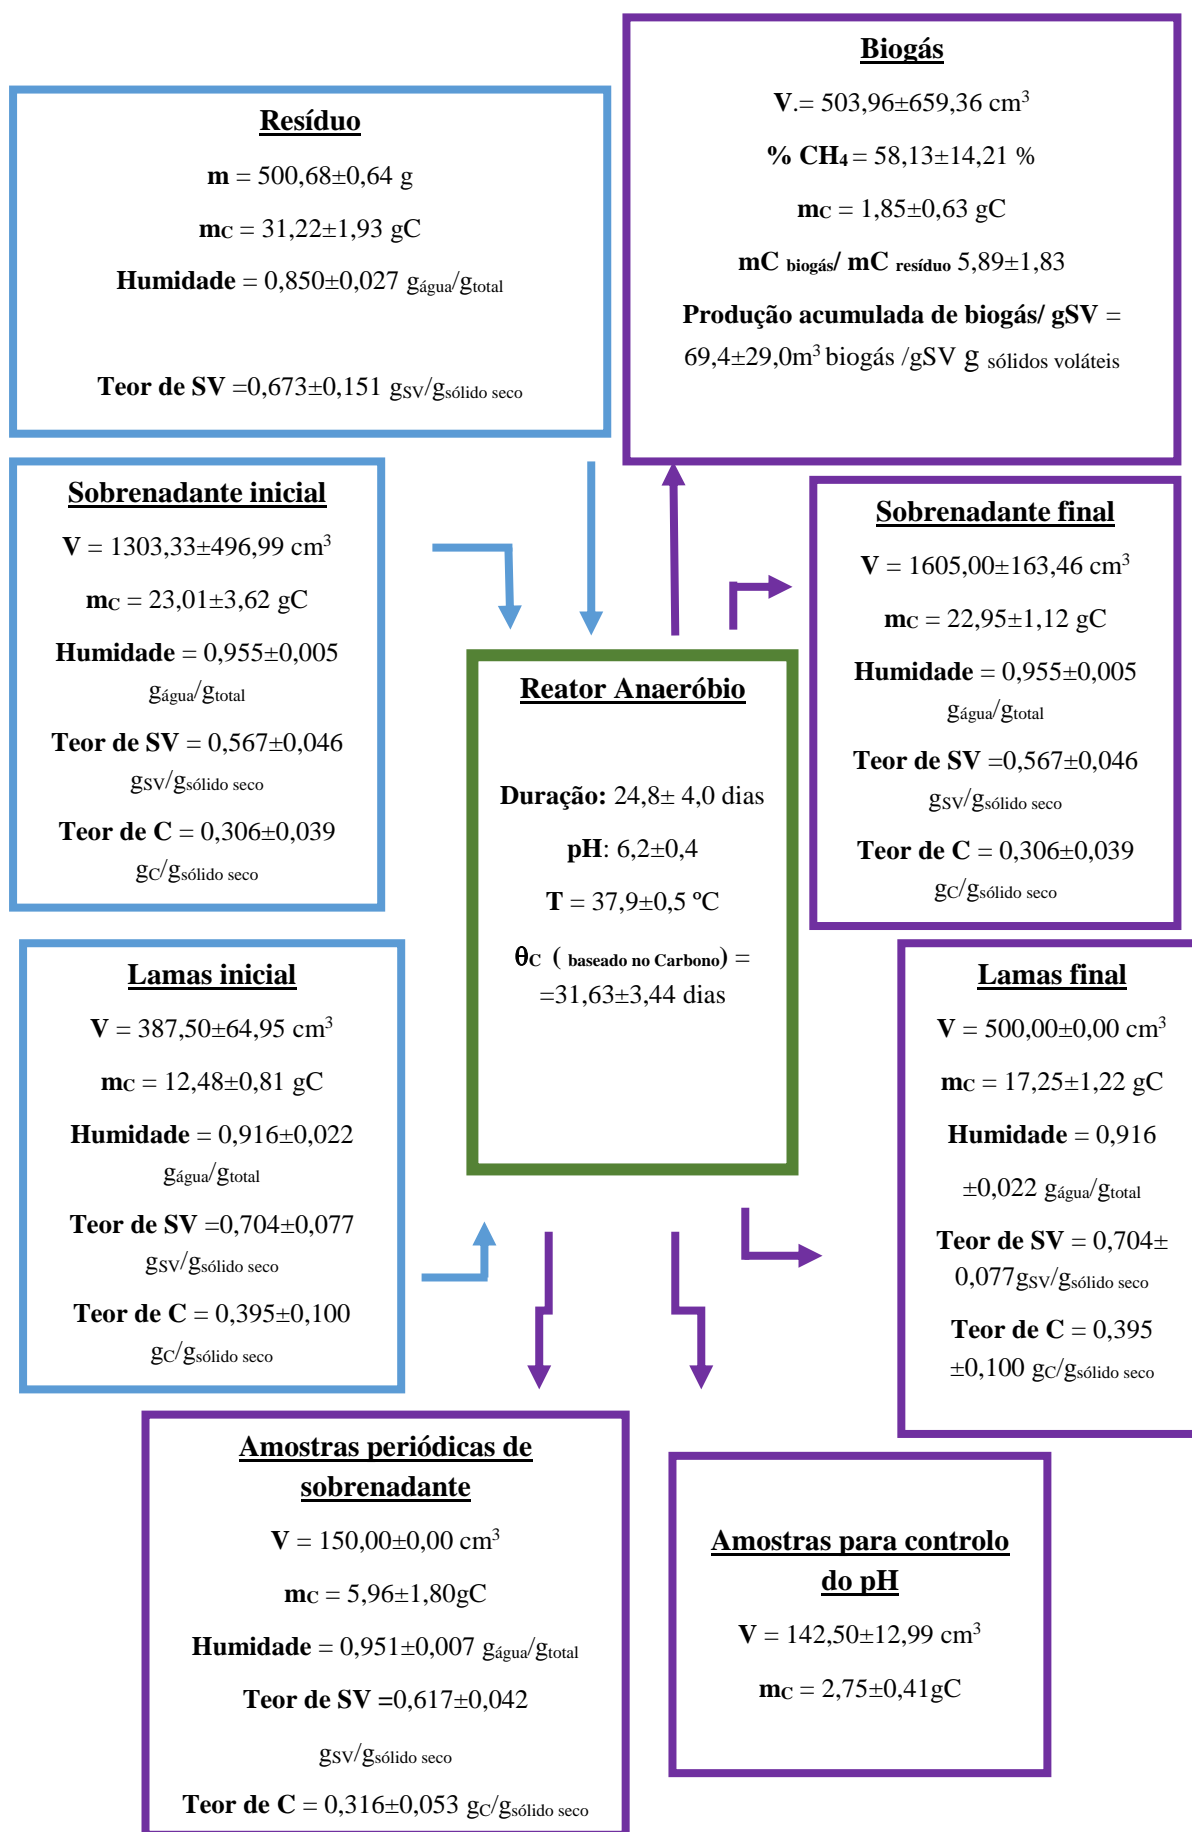 Resíduo
m = 500,68±0,64 g
mC = 31,22±1,93 gC
Humidade = 0,850±0,027 gágua/gtotal
Teor de SV =0,673±0,151 gSV/gsólido seco
Biogás
V.= 503,96±659,36 cm³
% CH₄ = 58,13±14,21 %
mC = 1,85±0,63 gC
mC biogás/ mC resíduo 5,89±1,83
Produção acumulada de biogás/ gSV =
69,4±29,0m³ biogás /gSV g sólidos voláteis
Sobrenadante inicial
V = 1303,33±496,99 cm³
mC = 23,01±3,62 gC
Humidade = 0,955±0,005
gágua/gtotal
Teor de SV = 0,567±0,046
gSV/gsólido seco
Teor de C = 0,306±0,039
gC/gsólido seco
Sobrenadante final
V = 1605,00±163,46 cm³
mC = 22,95±1,12 gC
Humidade = 0,955±0,005
gágua/gtotal
Teor de SV =0,567±0,046
gSV/gsólido seco
Teor de C = 0,306±0,039
gC/gsólido seco
Reator Anaeróbio
Duração: 24,8± 4,0 dias
pH: 6,2±0,4
T = 37,9±0,5 ºC
θC ( baseado no Carbono) =
=31,63±3,44 dias
Lamas inicial
V = 387,50±64,95 cm³
mC = 12,48±0,81 gC
Humidade = 0,916±0,022
gágua/gtotal
Teor de SV =0,704±0,077
gSV/gsólido seco
Teor de C = 0,395±0,100
gC/gsólido seco
Lamas final
V = 500,00±0,00 cm³
mC = 17,25±1,22 gC
Humidade = 0,916
±0,022 gágua/gtotal
Teor de SV = 0,704±
0,077gSV/gsólido seco
Teor de C = 0,395
±0,100 gC/gsólido seco
Amostras periódicas de
sobrenadante
V = 150,00±0,00 cm³
mC = 5,96±1,80gC
Humidade = 0,951±0,007 gágua/gtotal
Teor de SV =0,617±0,042
gSV/gsólido seco
Teor de C = 0,316±0,053 gC/gsólido seco
Amostras para controlo
do pH
V = 142,50±12,99 cm³
mC = 2,75±0,41gC